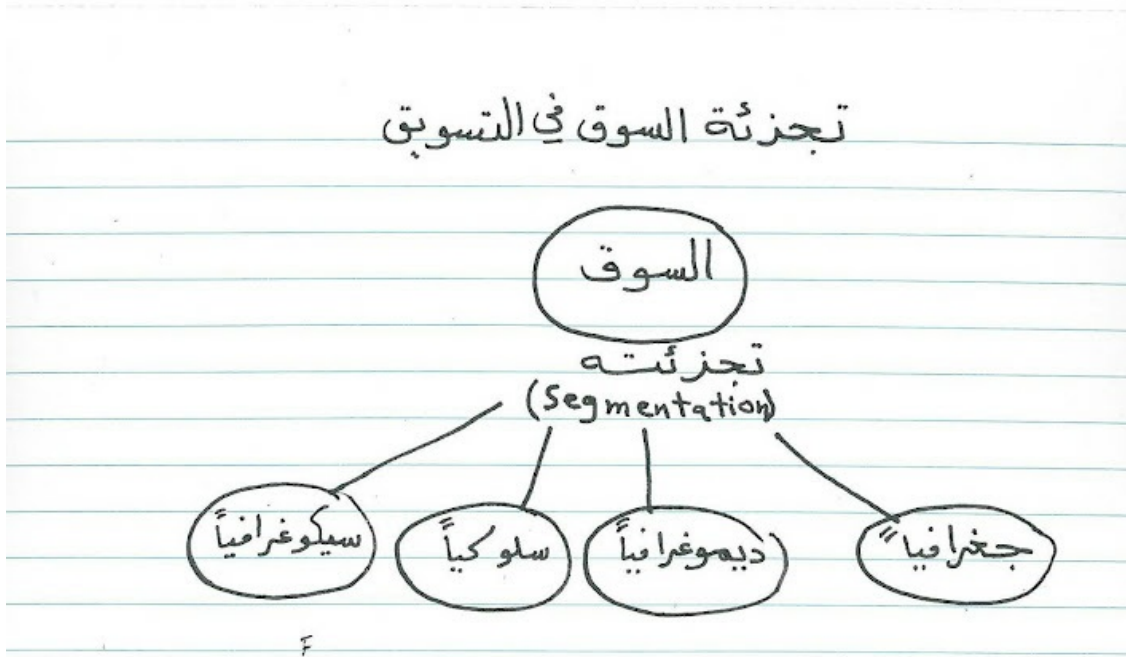 تجزئة السوق في التسويق
السوق
تجزئته
(Segmentation)
جغرافياً ديموغرافياً سلوكياً سيكوغرافياً
F